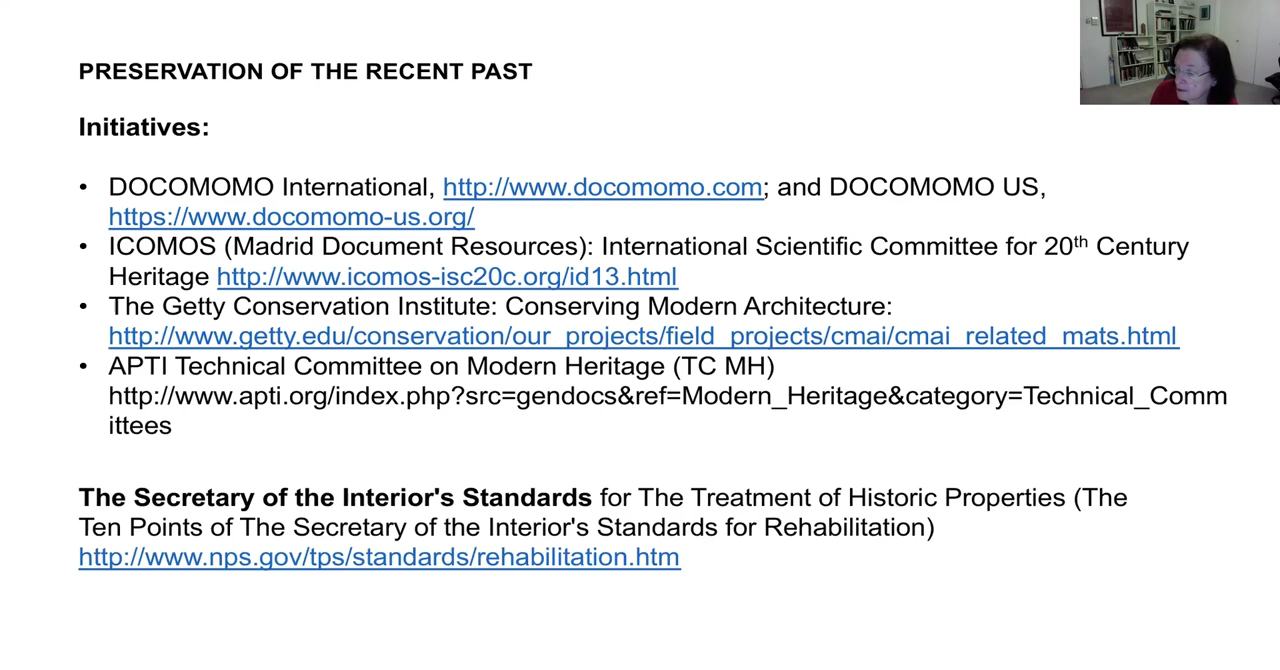 PRESERVATION OF THE RECENT PAST
Initiatives:
• DOCOMOMO International, http://www.docomomo.com; and DOCOMOMO US,
https://www.docomomo-us.org/
• ICOMOS (Madrid Document Resources): International Scientific Committee for 20th Century
Heritage http://www.icomos-isc20c.org/id13.html
• The Getty Conservation Institute: Conserving Modern Architecture:
http://www.getty.edu/conservation/our_projects/field_projects/cmai/cmai_related_mats.html
• APTI Technical Committee on Modern Heritage (TC MH)
http://www.apti.org/index.php?src=gendocs&ref=Modern_Heritage&category=Technical_Comm
ittees
The Secretary of the Interior's Standards for The Treatment of Historic Properties (The
Ten Points of The Secretary of the Interior's Standards for Rehabilitation)
http://www.nps.gov/tps/standards/rehabilitation.htm